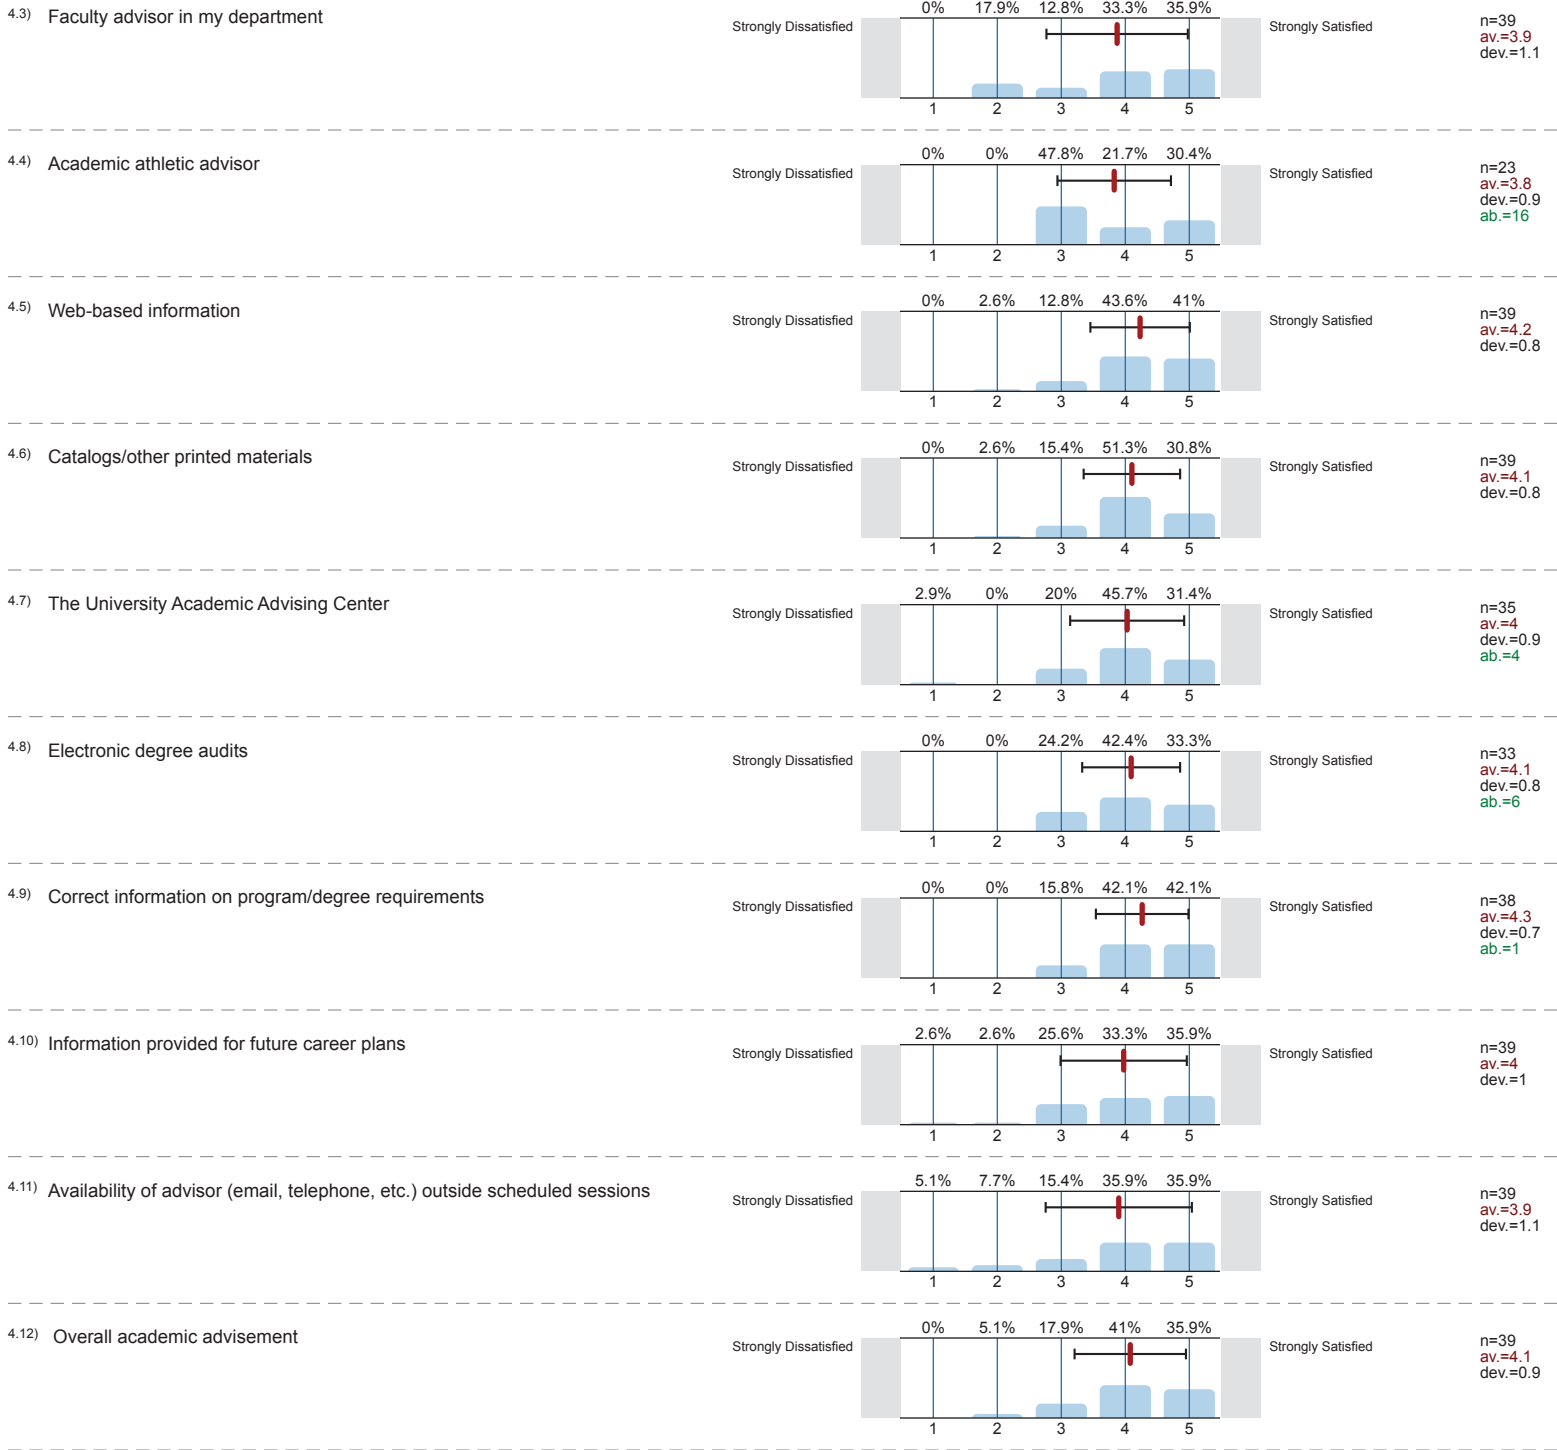 4.3) Faculty advisor in my department
0% 17.9% 12.8% 33.3% 35.9%
Strongly Dissatisfied Strongly Satisfied
n=39
av.=3.9
dev.=1.1
1 2 3 4 5
4.4) Academic athletic advisor
0% 0% 47.8% 21.7% 30.4%
Strongly Dissatisfied Strongly Satisfied
n=23
av.=3.8
dev.=0.9
ab.=16
1 2 3 4 5
4.5) Web-based information
0% 2.6% 12.8% 43.6% 41%
Strongly Dissatisfied Strongly Satisfied
n=39
av.=4.2
dev.=0.8
1 2 3 4 5
4.6) Catalogs/other printed materials
0% 2.6% 15.4% 51.3% 30.8%
Strongly Dissatisfied Strongly Satisfied
n=39
av.=4.1
dev.=0.8
1 2 3 4 5
4.7) The University Academic Advising Center
2.9% 0% 20% 45.7% 31.4%
Strongly Dissatisfied Strongly Satisfied
n=35
av.=4
dev.=0.9
ab.=4
1 2 3 4 5
4.8) Electronic degree audits
0% 0% 24.2% 42.4% 33.3%
Strongly Dissatisfied Strongly Satisfied
n=33
av.=4.1
dev.=0.8
ab.=6
1 2 3 4 5
4.9) Correct information on program/degree requirements
0% 0% 15.8% 42.1% 42.1%
Strongly Dissatisfied Strongly Satisfied
n=38
av.=4.3
dev.=0.7
ab.=1
1 2 3 4 5
4.10) Information provided for future career plans
2.6% 2.6% 25.6% 33.3% 35.9%
Strongly Dissatisfied Strongly Satisfied
n=39
av.=4
dev.=1
1 2 3 4 5
4.11) Availability of advisor (email, telephone, etc.) outside scheduled sessions
5.1% 7.7% 15.4% 35.9% 35.9%
Strongly Dissatisfied Strongly Satisfied
n=39
av.=3.9
dev.=1.1
1 2 3 4 5
4.12) Overall academic advisement
0% 5.1% 17.9% 41% 35.9%
Strongly Dissatisfied Strongly Satisfied
n=39
av.=4.1
dev.=0.9
1 2 3 4 5